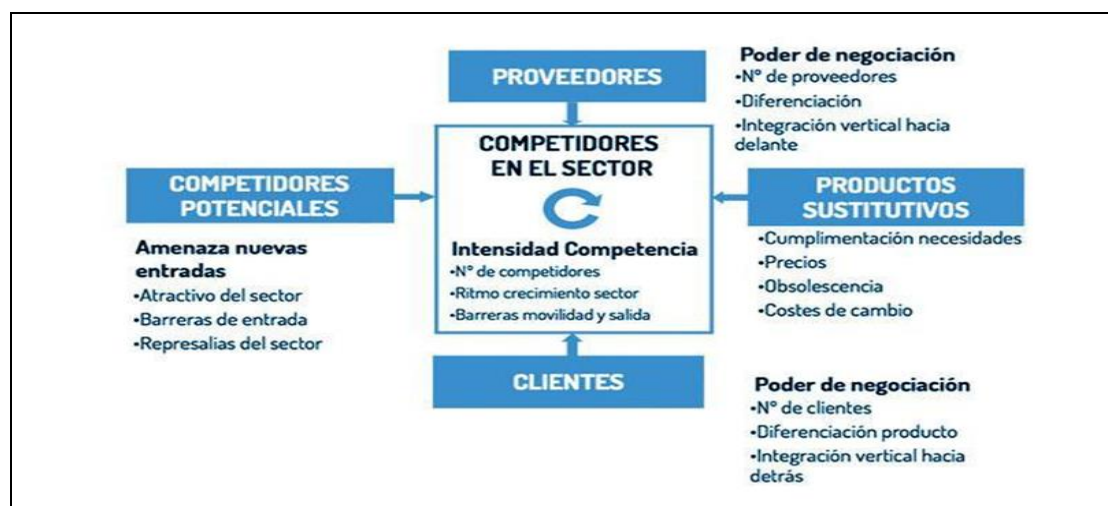 PROVEEDORES
Poder de negociación
•Nº de proveedores
•Diferenciación
•Integración vertical hacia
delante
COMPETIDORES
EN EL SECTOR
Intensidad Competencia
•Nº de competidores
•Ritmo crecimiento sector
•Barreras movilidad y salida
COMPETIDORES
POTENCIALES
Amenaza nuevas
entradas
•Atractivo del sector
•Barreras de entrada
•Represalias del sector
PRODUCTOS
SUSTITUTIVOS
•Cumplimentación necesidades
•Precios
•Obsolescencia
•Costes de cambio
CLIENTES
Poder de negociación
•Nº de clientes
•Diferenciación producto
•Integración vertical hacia
detrás